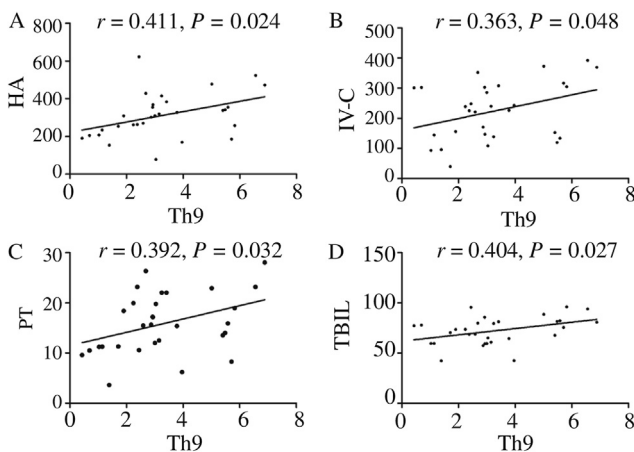 A
r = 0.411, P = 0.024
800
600
400
200
0
HA
0 2 4 6 8
Th9
B
r = 0.363, P = 0.048
500
400
300
200
100
0
IV-C
0 2 4 6 8
Th9
C
r = 0.392, P = 0.032
30
20
10
0
PT
0 2 4 6 8
Th9
D
r = 0.404, P = 0.027
150
100
50
0
TBIL
0 2 4 6 8
Th9